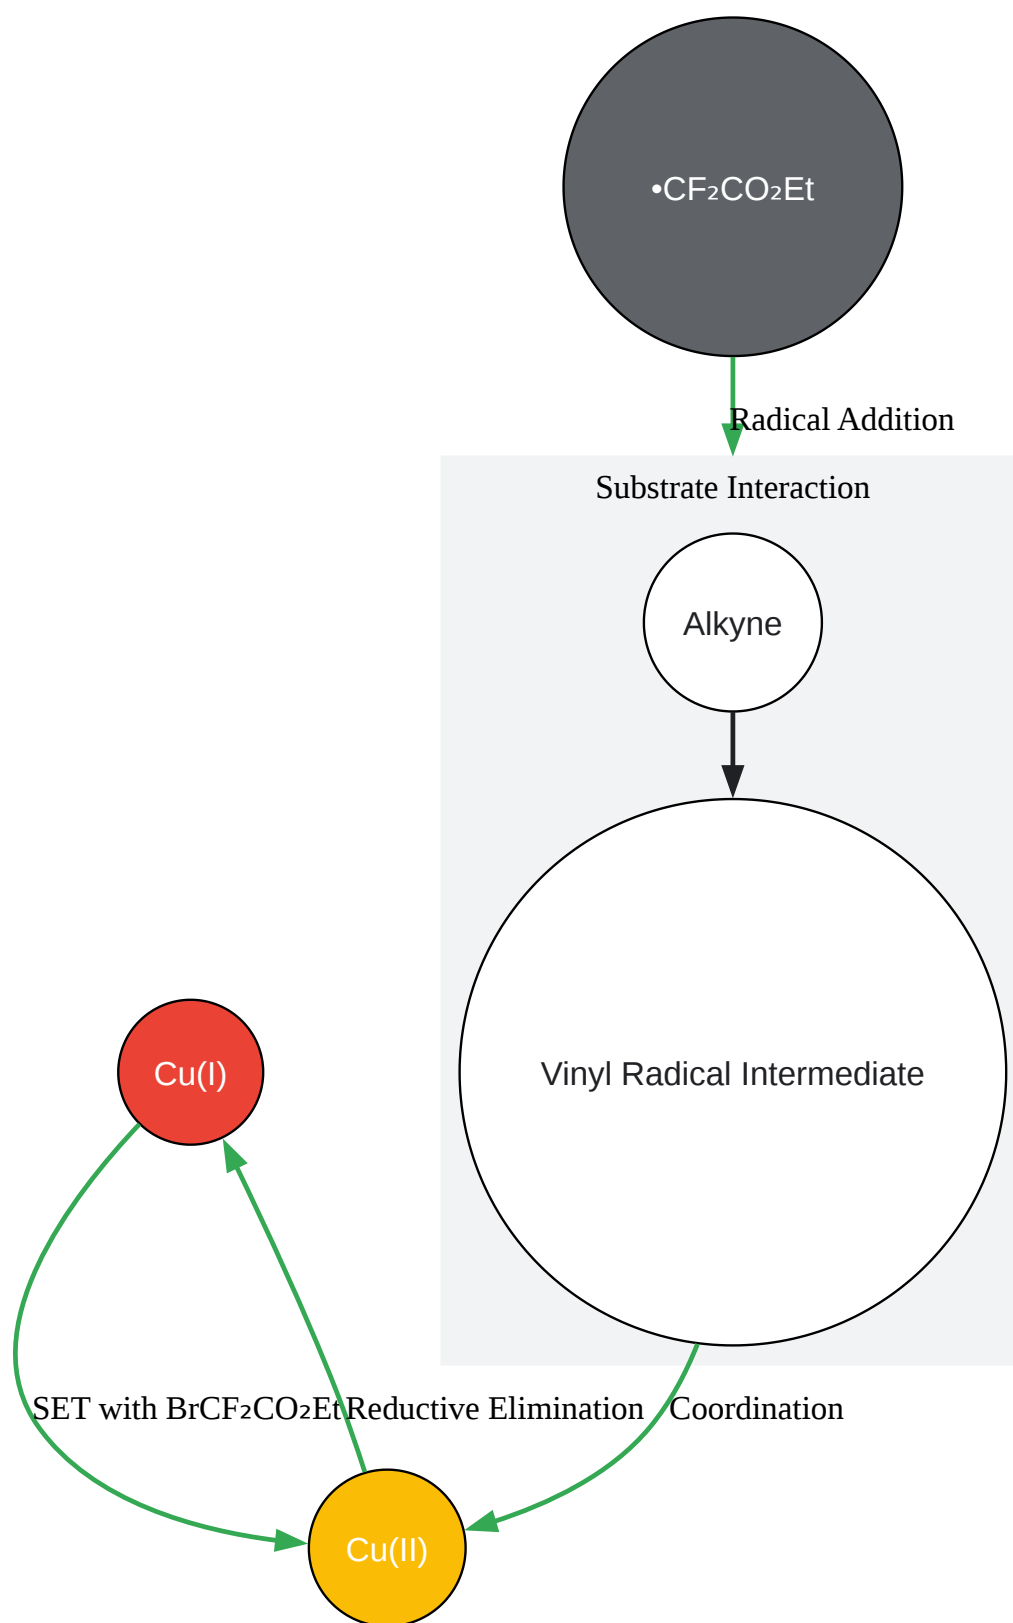 •CF₂CO₂Et
Radical Addition
Substrate Interaction
Alkyne
Vinyl Radical Intermediate
Cu(I)
SET with BrCF₂CO₂Et
Reductive Elimination
Coordination
Cu(II)